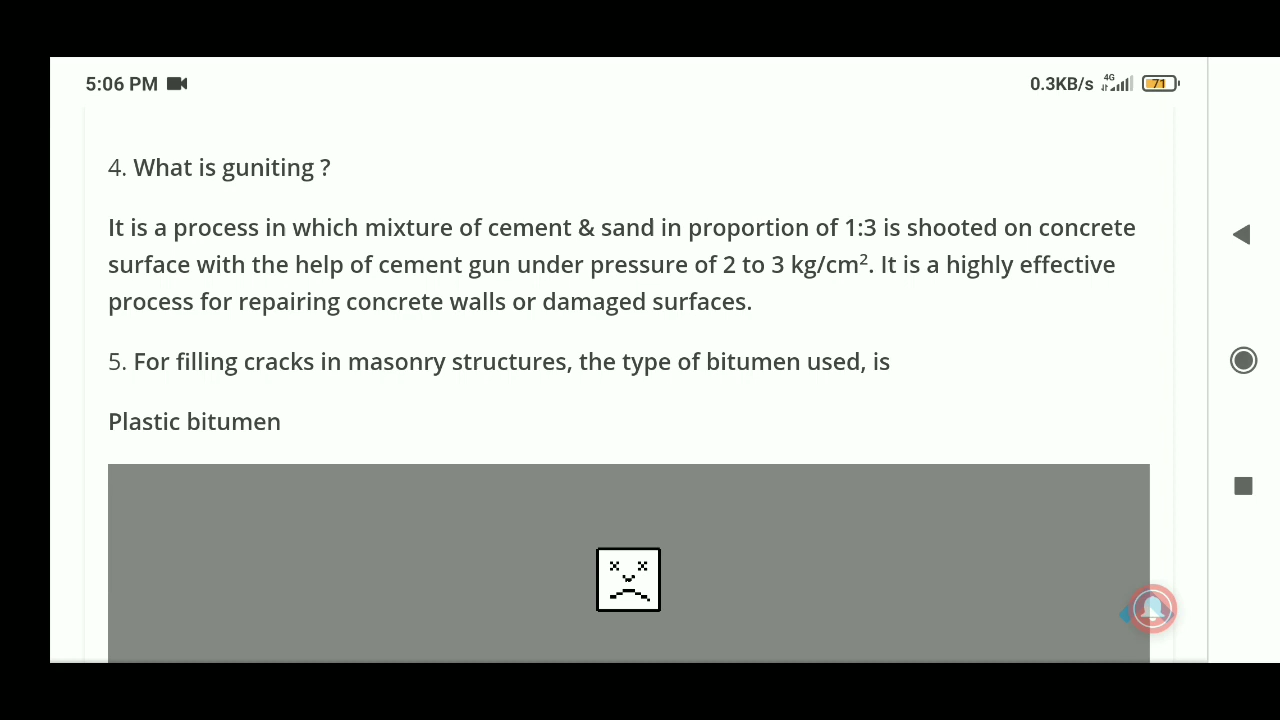 5:06 PM
0.3KB/s 4G 71
4. What is guniting ?
It is a process in which mixture of cement & sand in proportion of 1:3 is shooted on concrete
surface with the help of cement gun under pressure of 2 to 3 kg/cm². It is a highly effective
process for repairing concrete walls or damaged surfaces.
5. For filling cracks in masonry structures, the type of bitumen used, is
Plastic bitumen